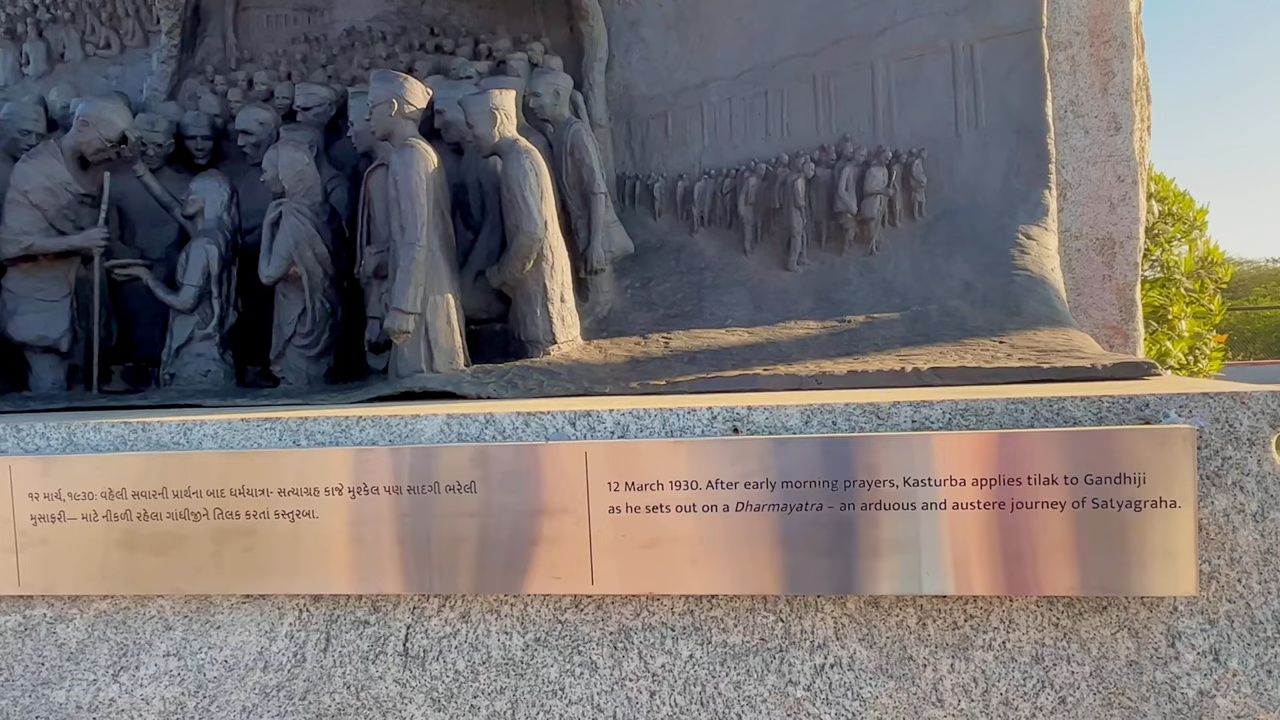 ૧૨ માર્ચ, ૧૯૩૦: વહેલી સવારની પ્રાર્થના બાદ ધર્મયાત્રા- સત્યાગ્રહ કાજે મુશ્કેલ પણ સાદગી ભરેલી
મુસાફરી— માટે નીકળી રહેલા ગાંધીજીને તિલક કરતાં કસ્તુરબા.
12 March 1930. After early morning prayers, Kasturba applies tilak to Gandhiji
as he sets out on a Dharmayatra – an arduous and austere journey of Satyagraha.